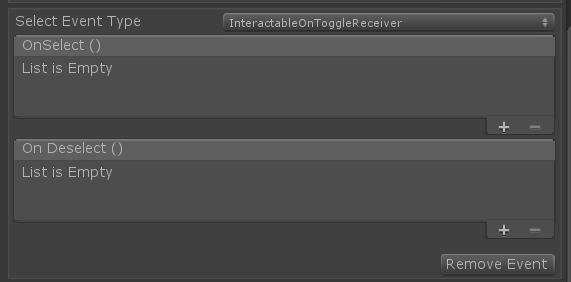 Select Event Type InteractableOnToggleReceiver
OnSelect ()
List is Empty
+ −
On Deselect ()
List is Empty
+ −
Remove Event